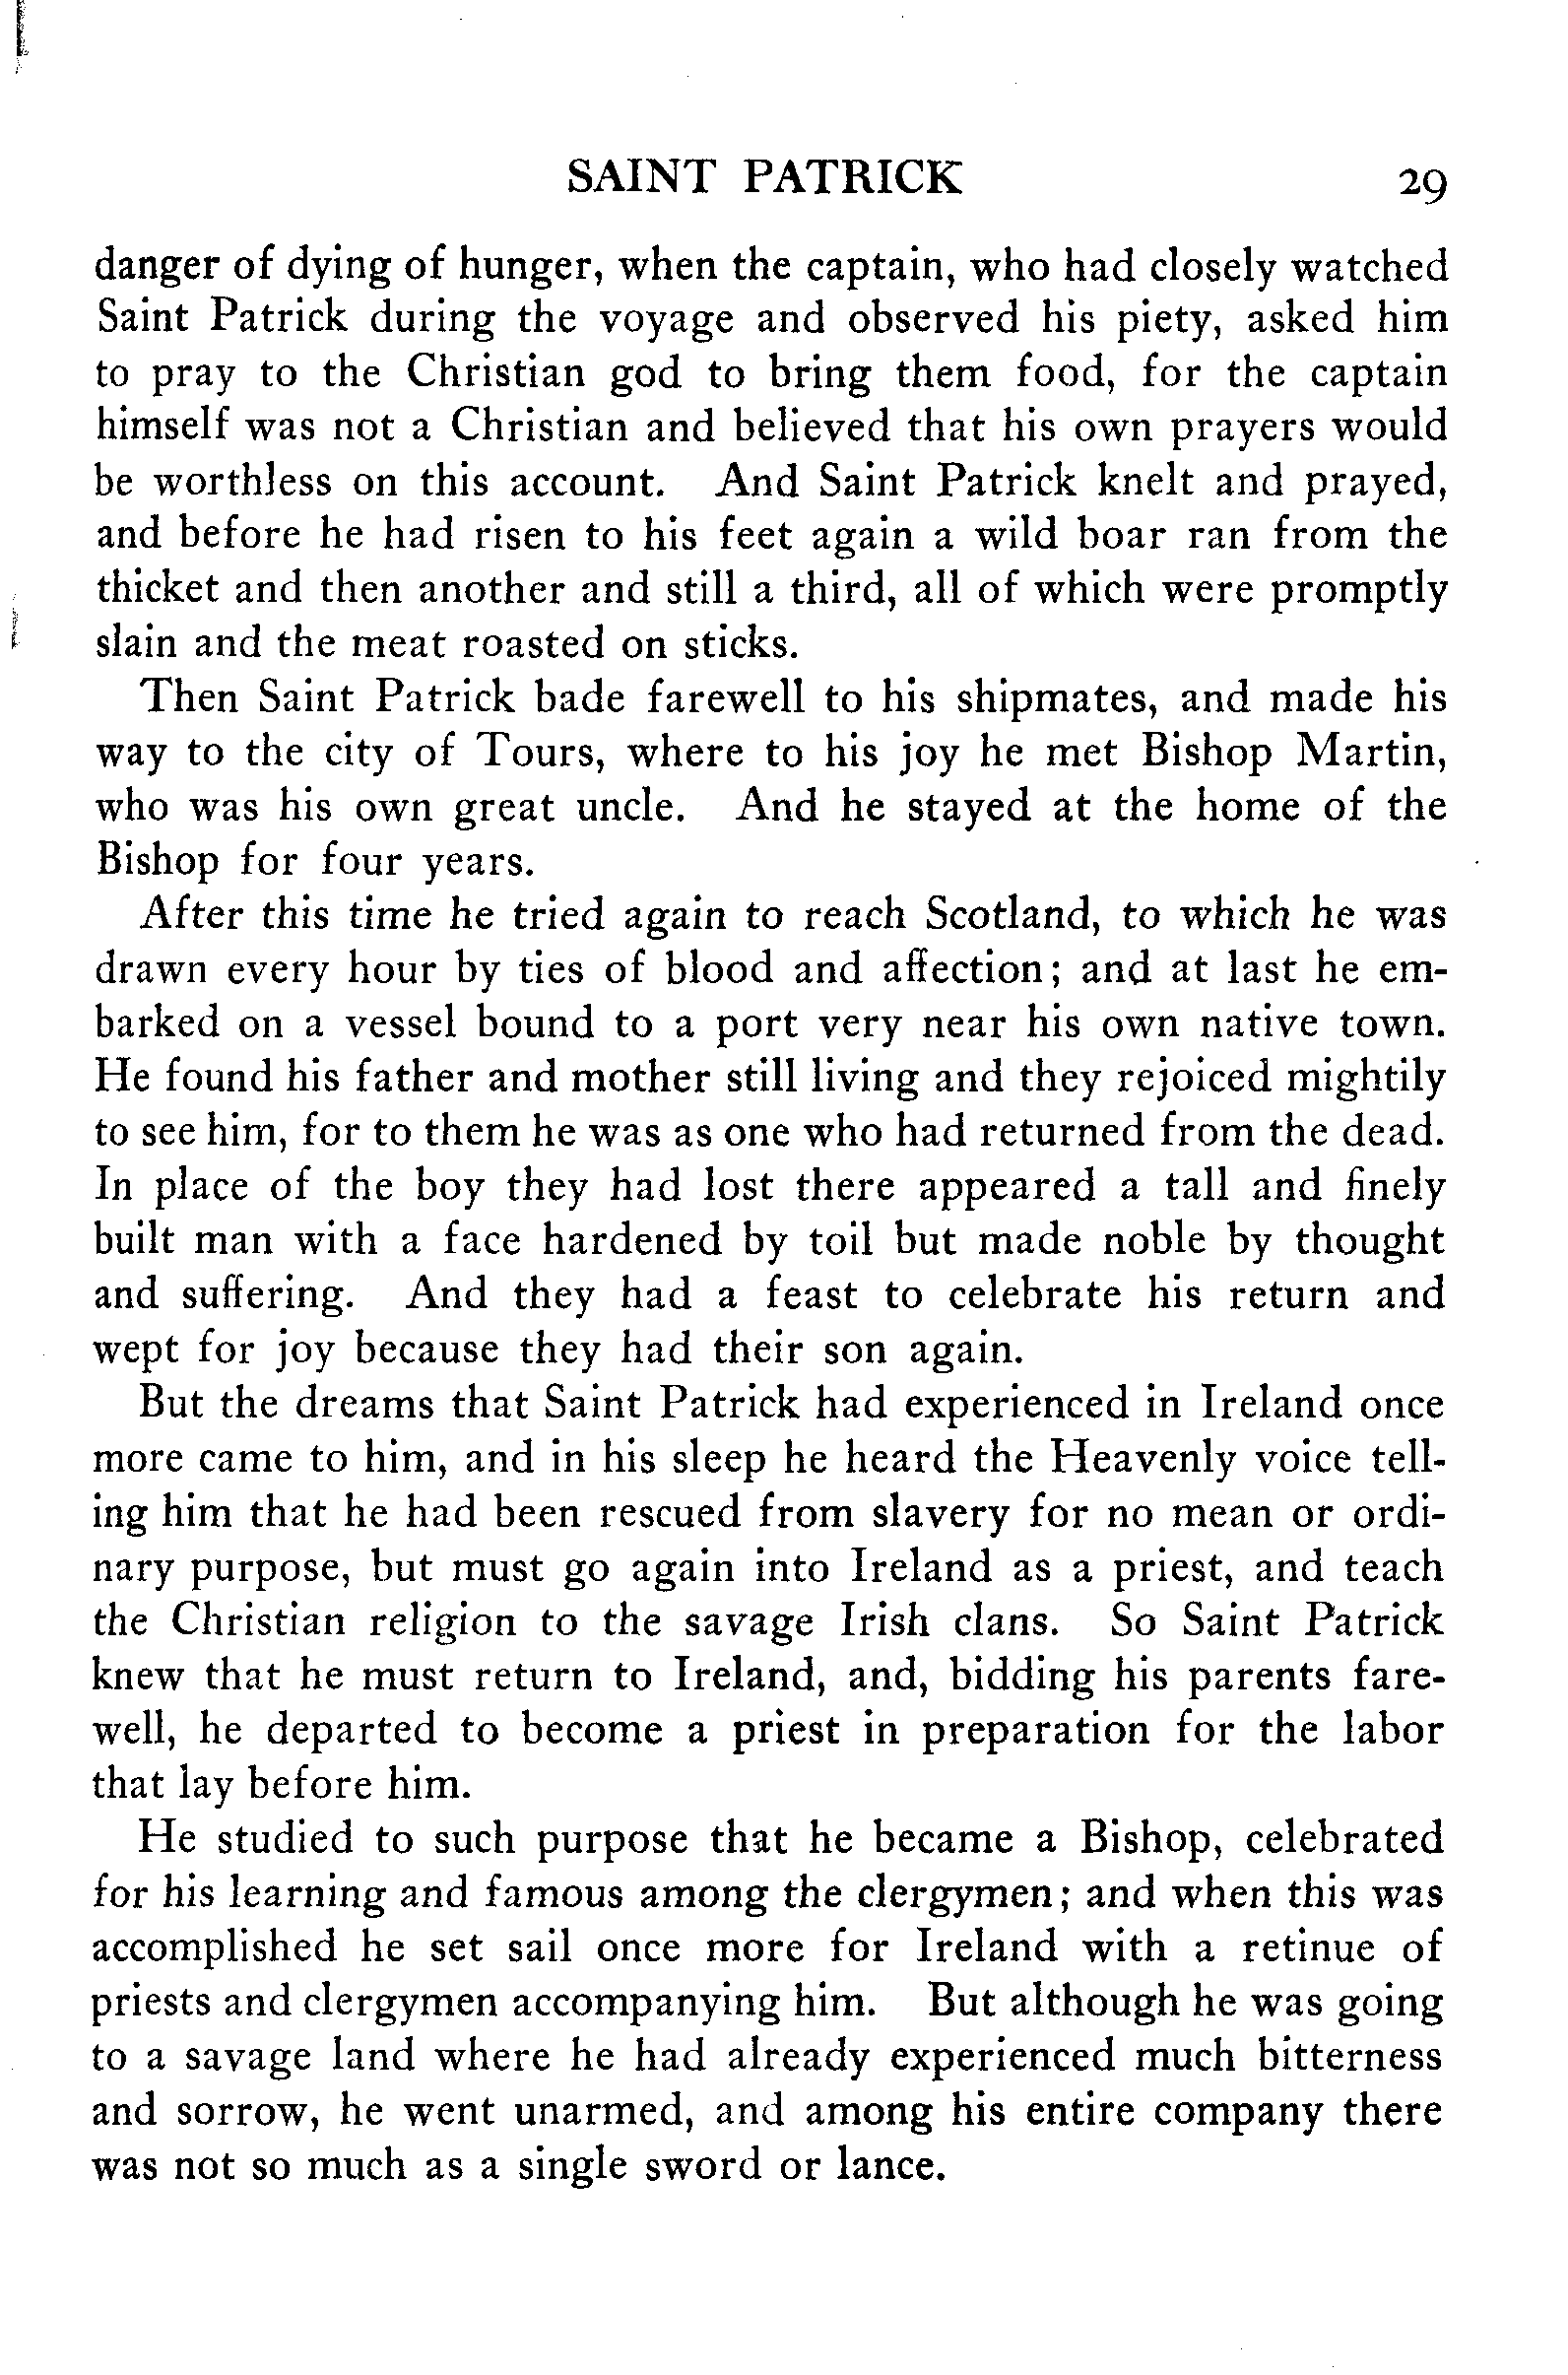 SAINT PATRICK 29
danger of dying of hunger, when the captain, who had closely watched
Saint Patrick during the voyage and observed his piety, asked him
to pray to the Christian god to bring them food, for the captain
himself was not a Christian and believed that his own prayers would
be worthless on this account. And Saint Patrick knelt and prayed,
and before he had risen to his feet again a wild boar ran from the
thicket and then another and still a third, all of which were promptly
slain and the meat roasted on sticks.
Then Saint Patrick bade farewell to his shipmates, and made his
way to the city of Tours, where to his joy he met Bishop Martin,
who was his own great uncle. And he stayed at the home of the
Bishop for four years.
After this time he tried again to reach Scotland, to which he was
drawn every hour by ties of blood and affection; and at last he em-
barked on a vessel bound to a port very near his own native town.
He found his father and mother still living and they rejoiced mightily
to see him, for to them he was as one who had returned from the dead.
In place of the boy they had lost there appeared a tall and finely
built man with a face hardened by toil but made noble by thought
and suffering. And they had a feast to celebrate his return and
wept for joy because they had their son again.
But the dreams that Saint Patrick had experienced in Ireland once
more came to him, and in his sleep he heard the Heavenly voice tell-
ing him that he had been rescued from slavery for no mean or ordi-
nary purpose, but must go again into Ireland as a priest, and teach
the Christian religion to the savage Irish clans. So Saint Patrick
knew that he must return to Ireland, and, bidding his parents fare-
well, he departed to become a priest in preparation for the labor
that lay before him.
He studied to such purpose that he became a Bishop, celebrated
for his learning and famous among the clergymen; and when this was
accomplished he set sail once more for Ireland with a retinue of
priests and clergymen accompanying him. But although he was going
to a savage land where he had already experienced much bitterness
and sorrow, he went unarmed, and among his entire company there
was not so much as a single sword or lance.